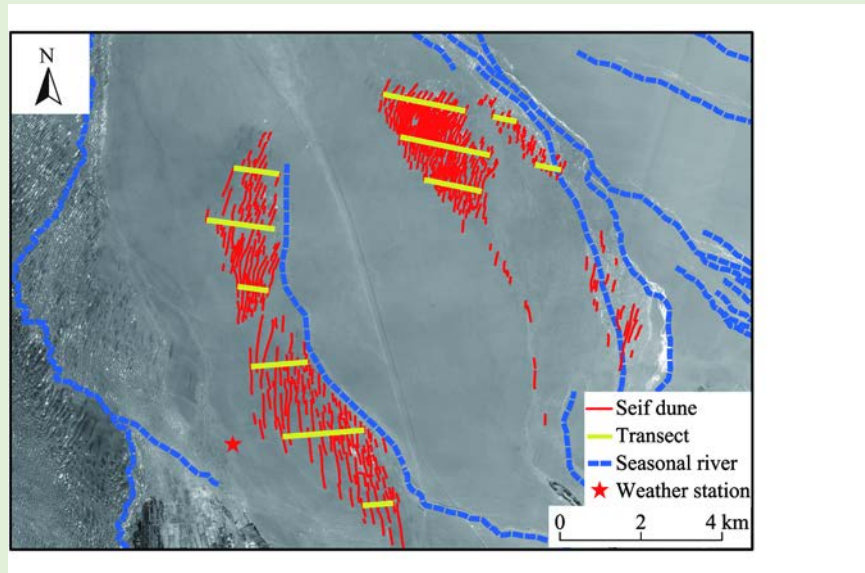 N
Seif dune
Transect
Seasonal river
Weather station
0 2 4 km